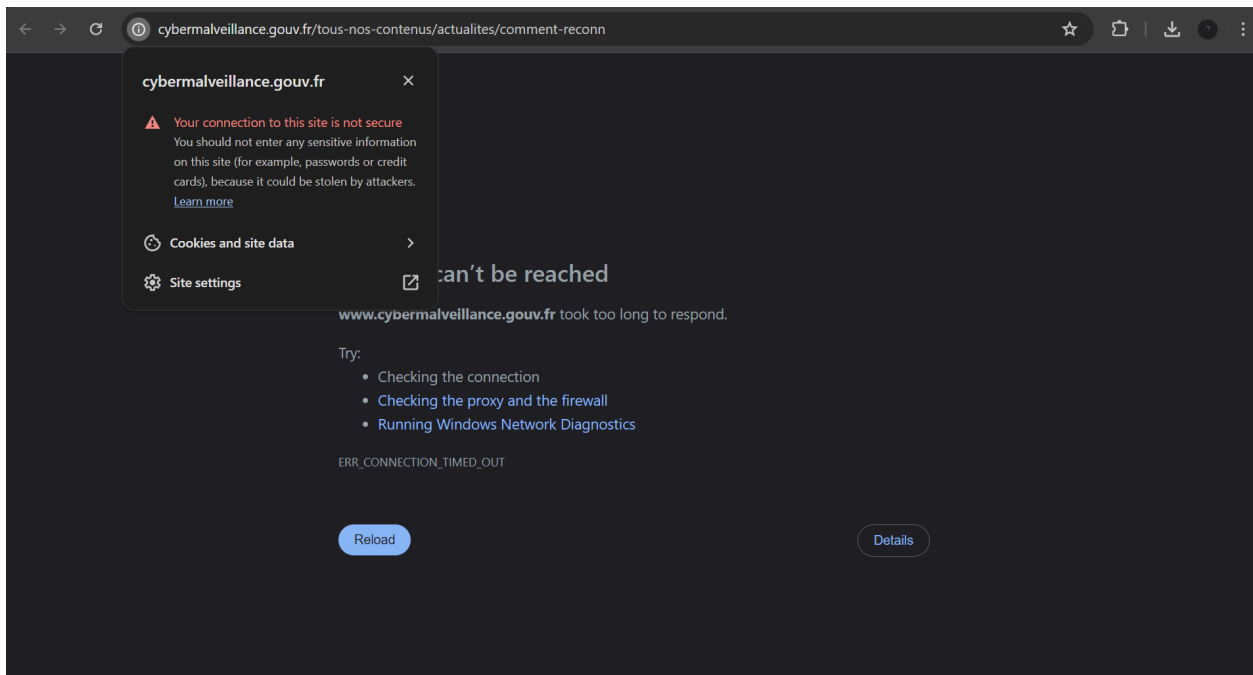 cybermalveillance.gouv.fr/tous-nos-contenus/actualites/comment-reconn
cybermalveillance.gouv.fr
Your connection to this site is not secure
You should not enter any sensitive information
on this site (for example, passwords or credit
cards), because it could be stolen by attackers.
Learn more
Cookies and site data
Site settings
can’t be reached
www.cybermalveillance.gouv.fr took too long to respond.
Try:
• Checking the connection
• Checking the proxy and the firewall
• Running Windows Network Diagnostics
ERR_CONNECTION_TIMED_OUT
Reload
Details